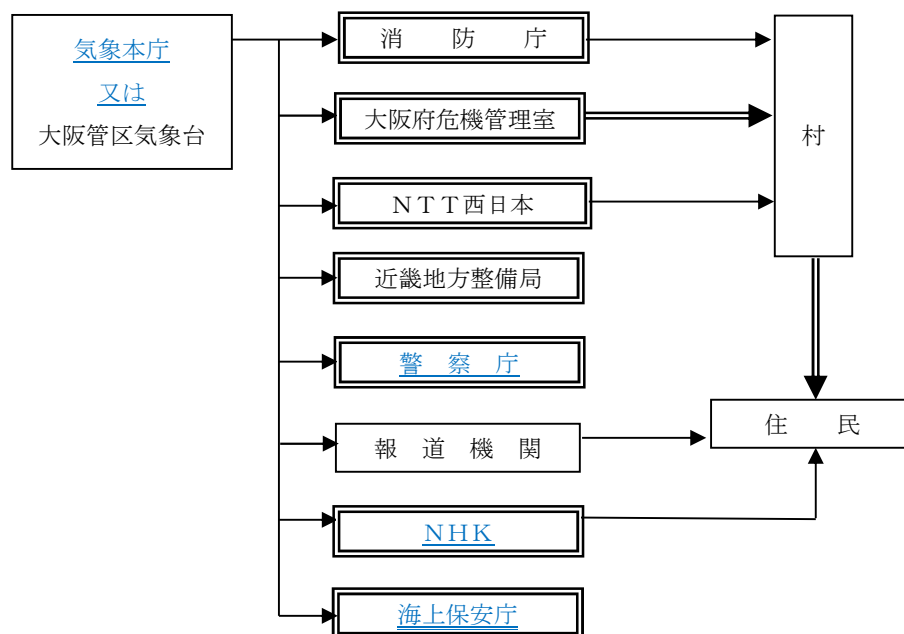 気象本庁
又は
大阪管区気象台
消　防　庁
大阪府危機管理室
ＮＴＴ西日本
近畿地方整備局
警　察　庁
報　道　機　関
ＮＨＫ
海上保安庁
村
住　民